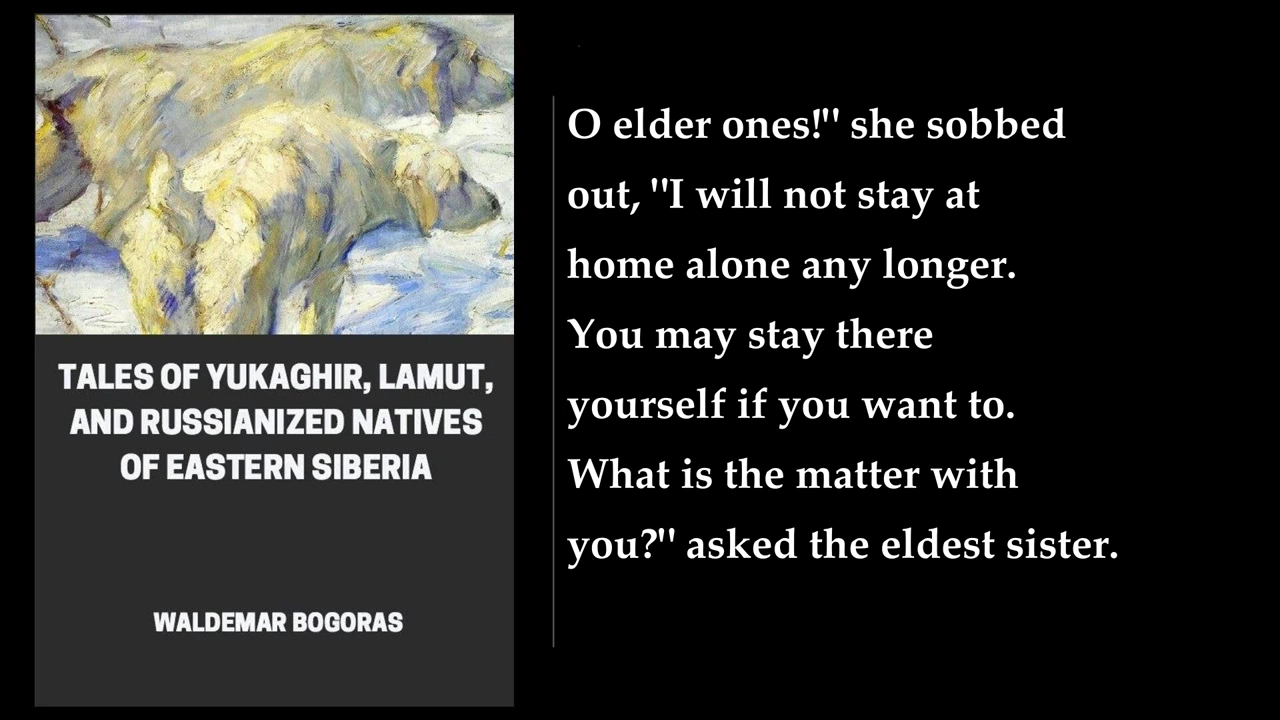 TALES OF YUKAGHIR, LAMUT,
AND RUSSIANIZED NATIVES
OF EASTERN SIBERIA
WALDEMAR BOGORAS
O elder ones!" she sobbed
out, "I will not stay at
home alone any longer.
You may stay there
yourself if you want to.
What is the matter with
you?" asked the eldest sister.